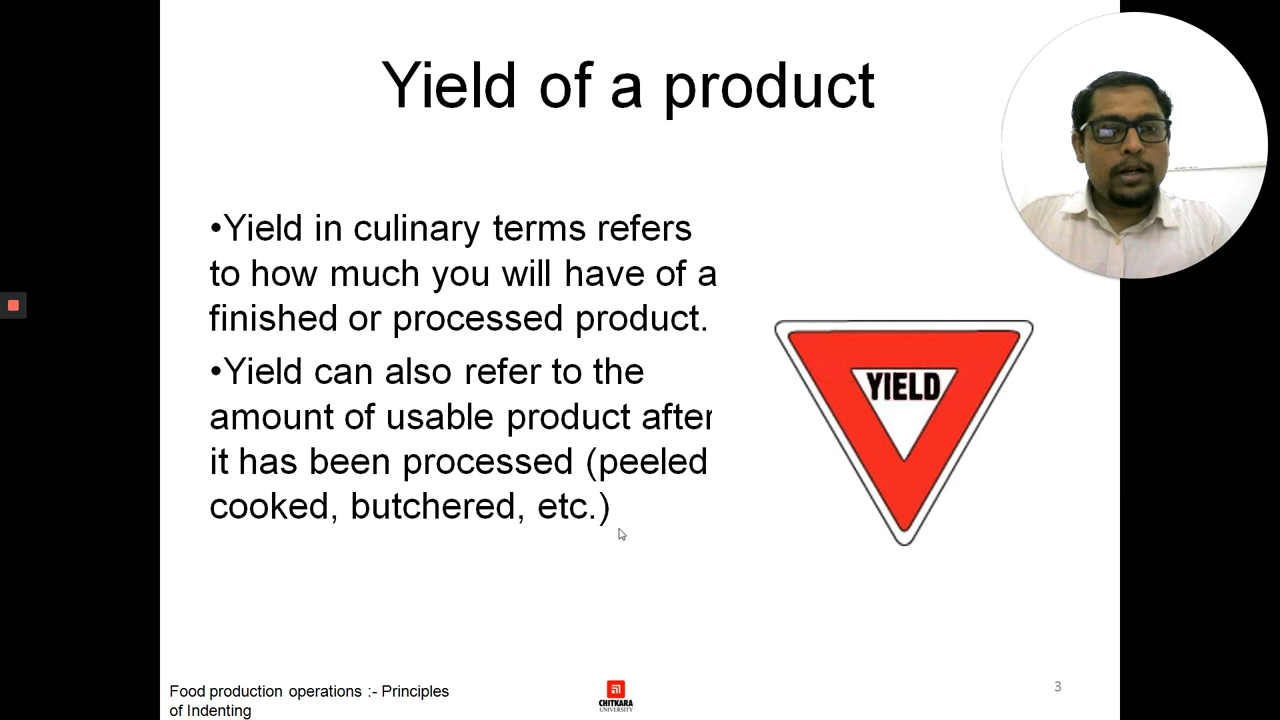 Yield of a product
•Yield in culinary terms refers
to how much you will have of a
finished or processed product.
•Yield can also refer to the
amount of usable product after
it has been processed (peeled
cooked, butchered, etc.)
YIELD
Food production operations :- Principles
of Indenting
CHITKARA
UNIVERSITY
3